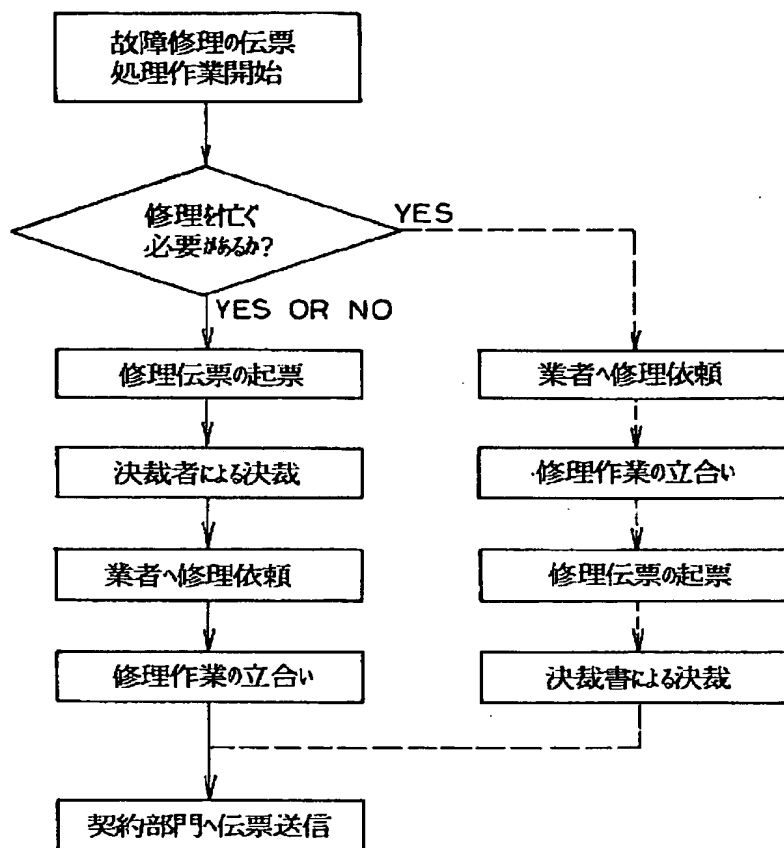 故障修理の伝票
処理作業開始
修理を忙ぐ
必要があるか?
YES
YES OR NO
修理伝票の起票
業者へ修理依頼
決裁者による決裁
修理作業の立合い
業者へ修理依頼
修理伝票の起票
修理作業の立合い
決裁書による決裁
契約部門へ伝票送信